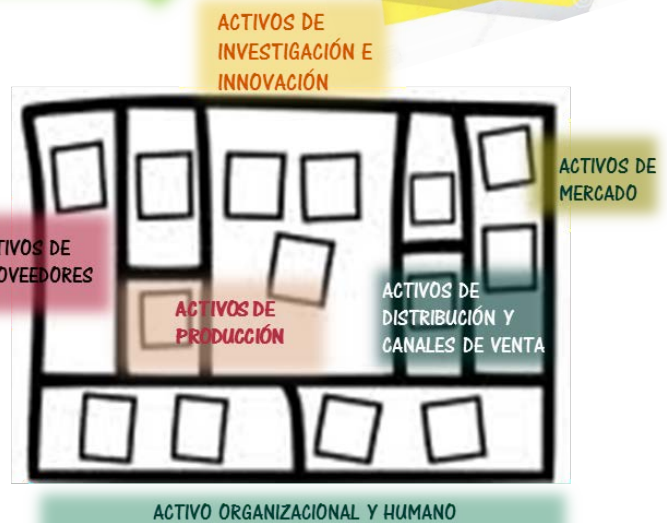 ACTIVOS DE
INVESTIGACIÓN E
INNOVACIÓN
ACTIVOS DE
MERCADO
TIVOS DE
OVEEDORES
ACTIVOS DE
PRODUCCIÓN
ACTIVOS DE
DISTRIBUCIÓN Y
CANALES DE VENTA
ACTIVO ORGANIZACIONAL Y HUMANO